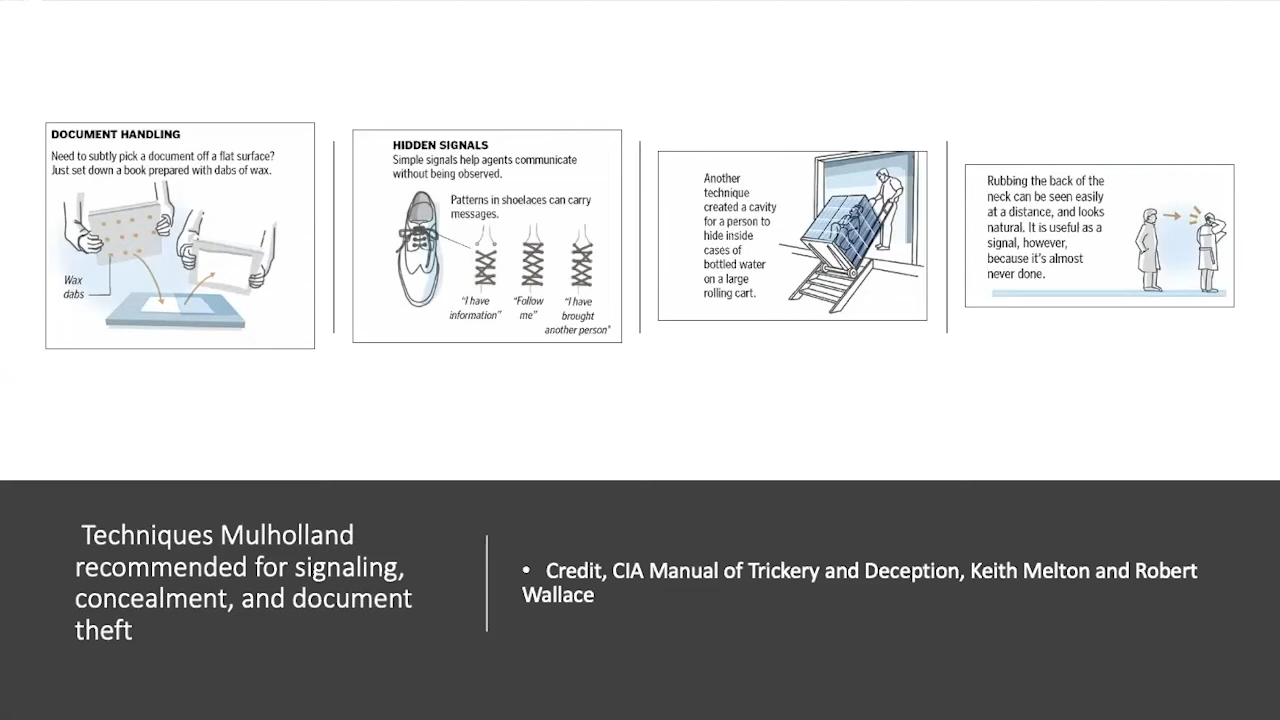 DOCUMENT HANDLING
Need to subtly pick a document off a flat surface?
Just set down a book prepared with dabs of wax.
Wax
dabs
HIDDEN SIGNALS
Simple signals help agents communicate
without being observed.
Patterns in shoelaces can carry
messages.
"I have
information"
"Follow
me"
"I have
brought
another person"
Another
technique
created a cavity
for a person to
hide inside
cases of
bottled water
on a large
rolling cart.
Rubbing the back of the
neck can be seen easily
at a distance, and looks
natural. It is useful as a
signal, however,
because it's almost
never done.
Techniques Mulholland
recommended for signaling,
concealment, and document
theft
• Credit, CIA Manual of Trickery and Deception, Keith Melton and Robert
Wallace